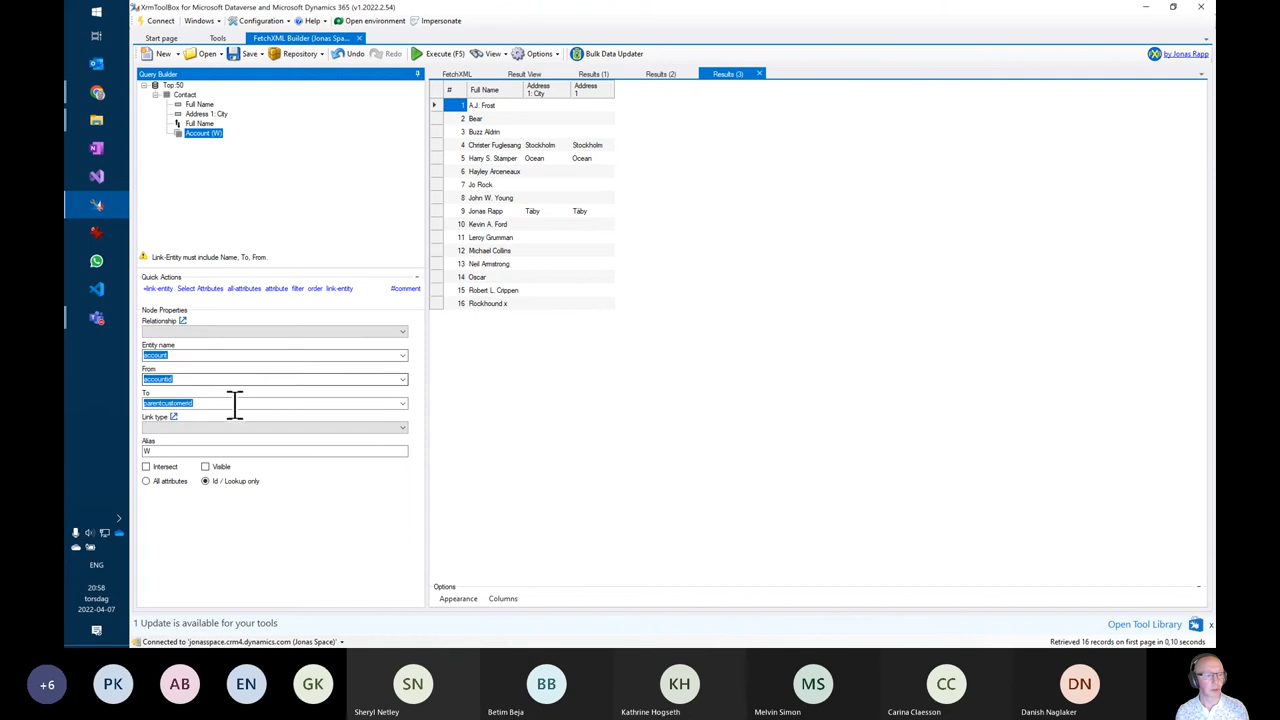 XrmToolBox for Microsoft Dataverse and Microsoft Dynamics 365 (v1.2022.2.54)
Connect Windows Configuration Help Open environment Impersonate
Start page Tools FetchXML Builder (Jonas Spa...
New Open Save Repository Undo Redo Execute (F5) View Options Bulk Data Updater by Jonas Rapp
Query Builder
Top:50
Contact
Full Name
Address 1: City
Full Name
Account (W)
Link-Entity must include Name, To, From.
Quick Actions
+link-entity Select Attributes all-attributes attribute filter order link-entity #comment
Node Properties
Relationship
Entity name
account
From
accountid
To
parentcustomerid
Link type
Alias
W
Intersect Visible
All attributes Id / Lookup only
FetchXML Result View Results (1) Results (2) Results (3)
# Full Name Address 1: City Address 1
1 A.J. Frost
2 Bear
3 Buzz Aldrin
4 Christer Fuglesang Stockholm Stockholm
5 Harry S. Stamper Ocean Ocean
6 Hayley Arceneaux
7 Jo Rock
8 John W. Young
9 Jonas Rapp Täby Täby
10 Kevin A. Ford
11 Leroy Grumman
12 Michael Collins
13 Neil Armstrong
14 Oscar
15 Robert L. Crippen
16 Rockhound x
Options
Appearance Columns
1 Update is available for your tools Open Tool Library x
Connected to 'jonasspace.crm4.dynamics.com (Jonas Space)' Retrieved 16 records on first page in 0,10 seconds
ENG
20:58
torsdag
2022-04-07
+6 PK AB EN GK SN BB KH MS CC DN
Sheryl Netley Betim Beja Kathrine Hogseth Melvin Simon Carina Claesson Danish Naglaker